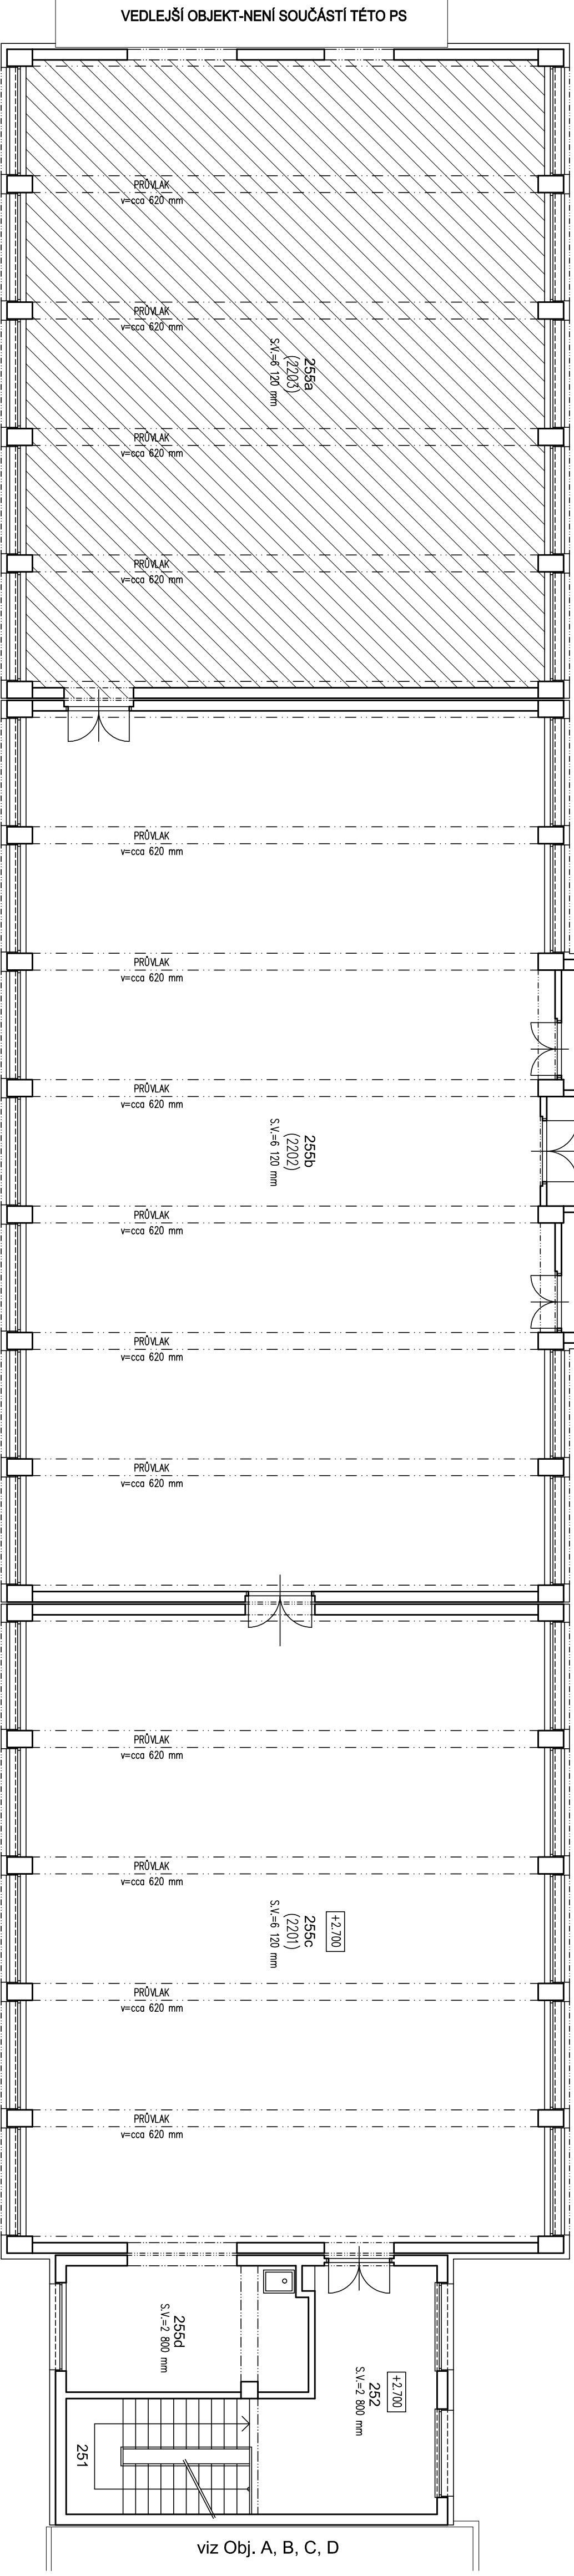 VEDLEJŠÍ OBJEKT-NENÍ SOUČÁSTÍ TÉTO PS
PRŮVLAK
v=cca 620 mm
PRŮVLAK
v=cca 620 mm
255a
(2203)
S.V.=6 120 mm
PRŮVLAK
v=cca 620 mm
PRŮVLAK
v=cca 620 mm
PRŮVLAK
v=cca 620 mm
PRŮVLAK
v=cca 620 mm
PRŮVLAK
v=cca 620 mm
255b
(2202)
S.V.=6 120 mm
PRŮVLAK
v=cca 620 mm
PRŮVLAK
v=cca 620 mm
PRŮVLAK
v=cca 620 mm
PRŮVLAK
v=cca 620 mm
PRŮVLAK
v=cca 620 mm
+2.700
255c
(2201)
S.V.=6 120 mm
PRŮVLAK
v=cca 620 mm
PRŮVLAK
v=cca 620 mm
255d
S.V.=2 800 mm
+2.700
252
S.V.=2 800 mm
251
viz Obj. A, B, C, D